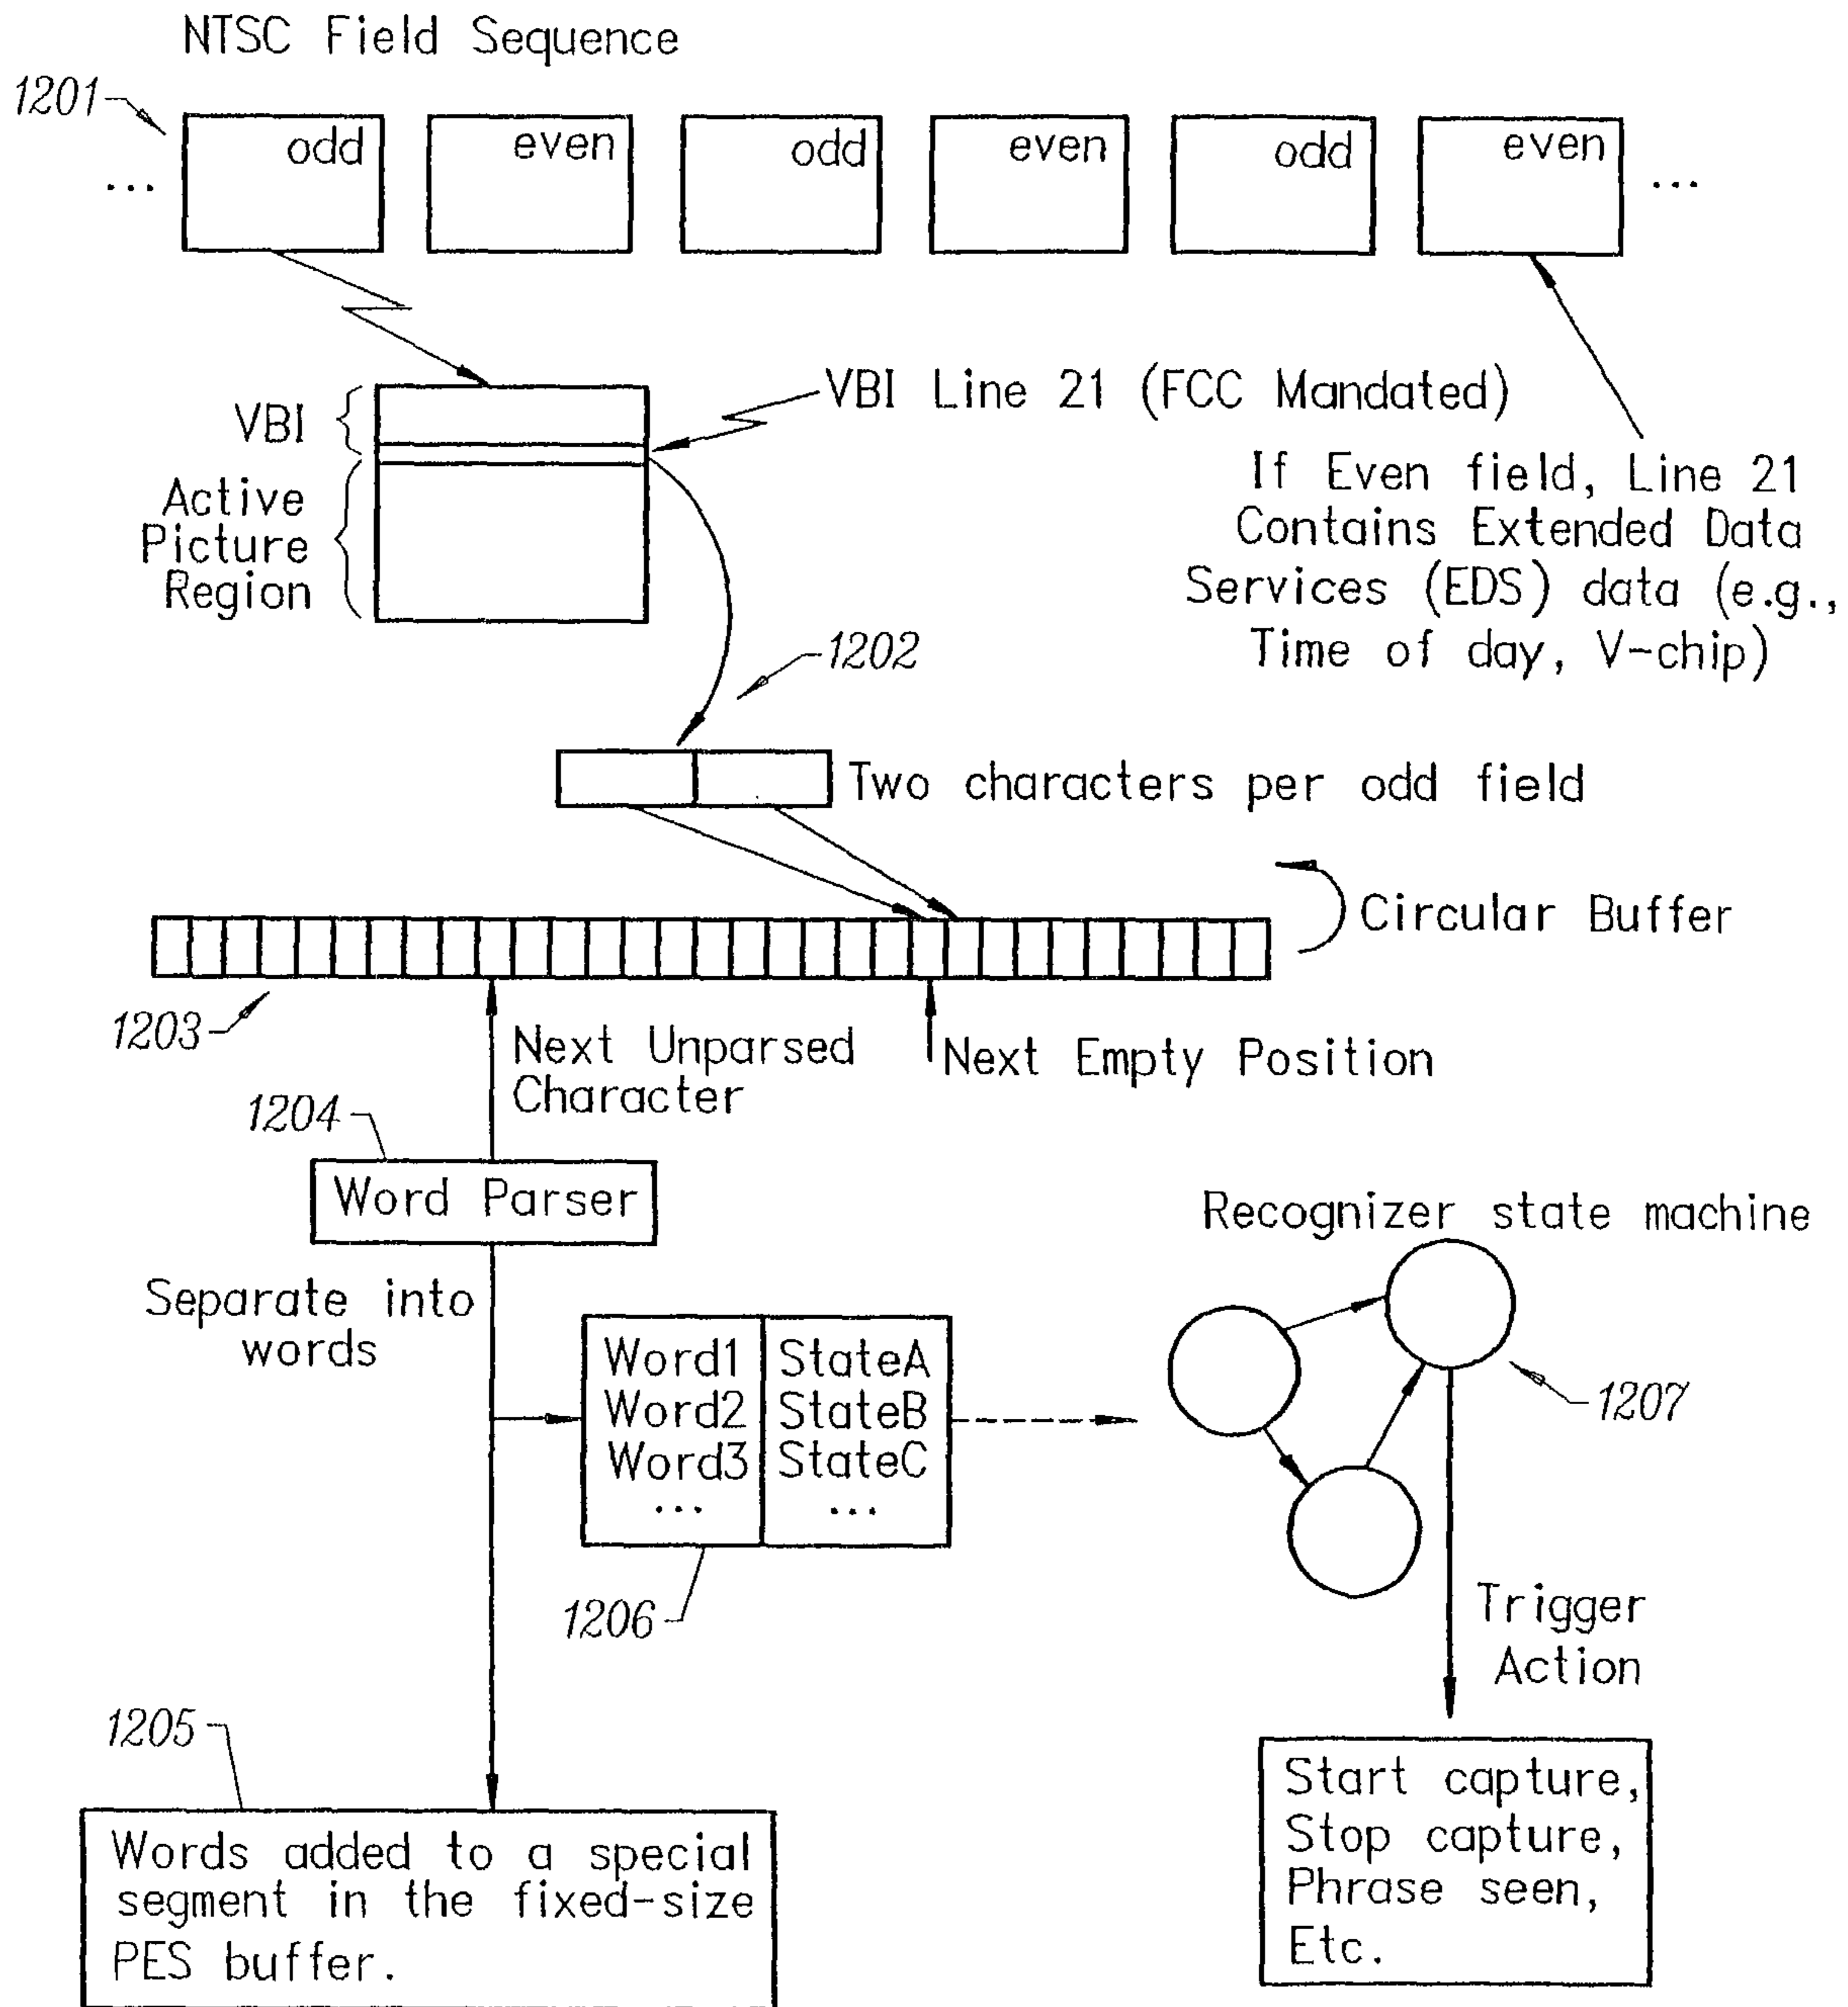 NTSC Field Sequence
1201
odd
even
odd
even
odd
even
...
...
VBI
VBI Line 21 (FCC Mandated)
Active
Picture
Region
If Even field, Line 21
Contains Extended Data
Services (EDS) data (e.g.,
Time of day, V-chip)
1202
Two characters per odd field
Circular Buffer
1203
Next Unparsed
Character
Next Empty Position
1204
Word Parser
Separate into
words
Word1 StateA
Word2 StateB
Word3 StateC
... ...
1206
Recognizer state machine
1207
Trigger
Action
1205
Words added to a special
segment in the fixed-size
PES buffer.
Start capture,
Stop capture,
Phrase seen,
Etc.